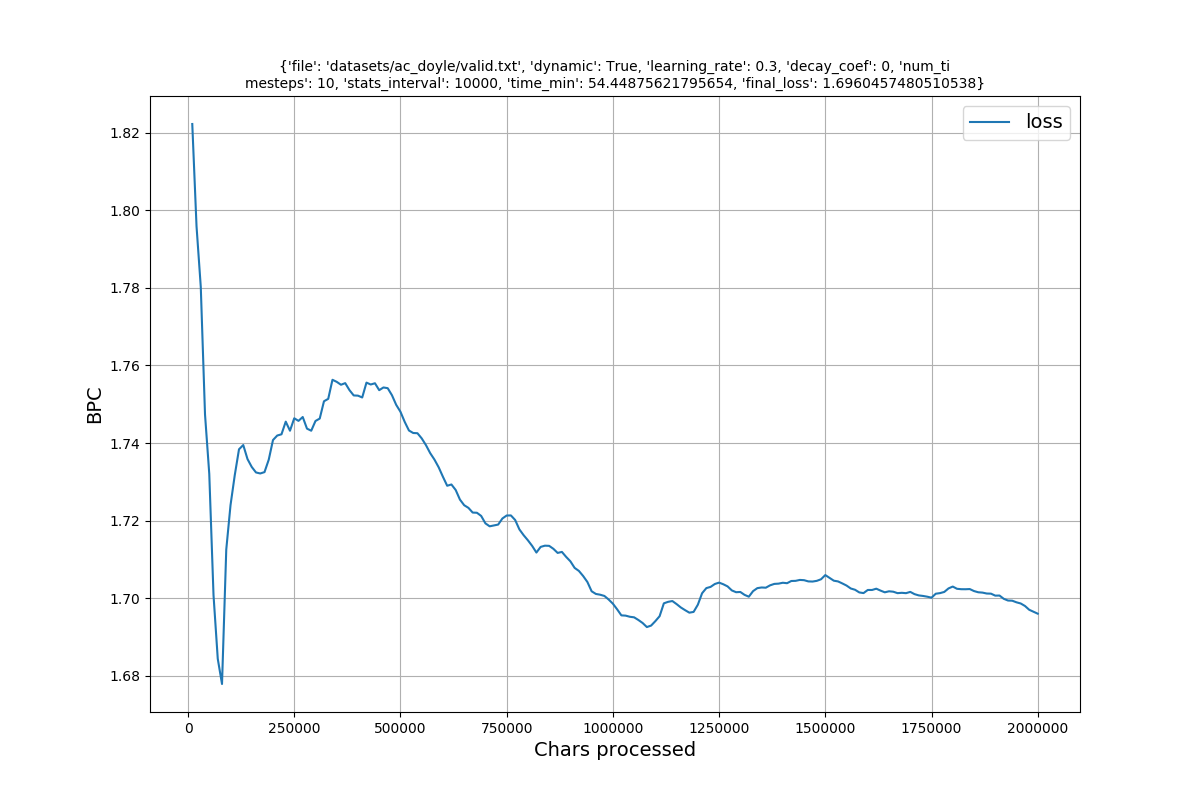 {'file': 'datasets/ac_doyle/valid.txt', 'dynamic': True, 'learning_rate': 0.3, 'decay_coef': 0, 'num_ti
mesteps': 10, 'stats_interval': 10000, 'time_min': 54.44875621795654, 'final_loss': 1.6960457480510538}
loss
1.82
1.80
1.78
1.76
1.74
1.72
1.70
1.68
BPC
0 250000 500000 750000 1000000 1250000 1500000 1750000 2000000
Chars processed